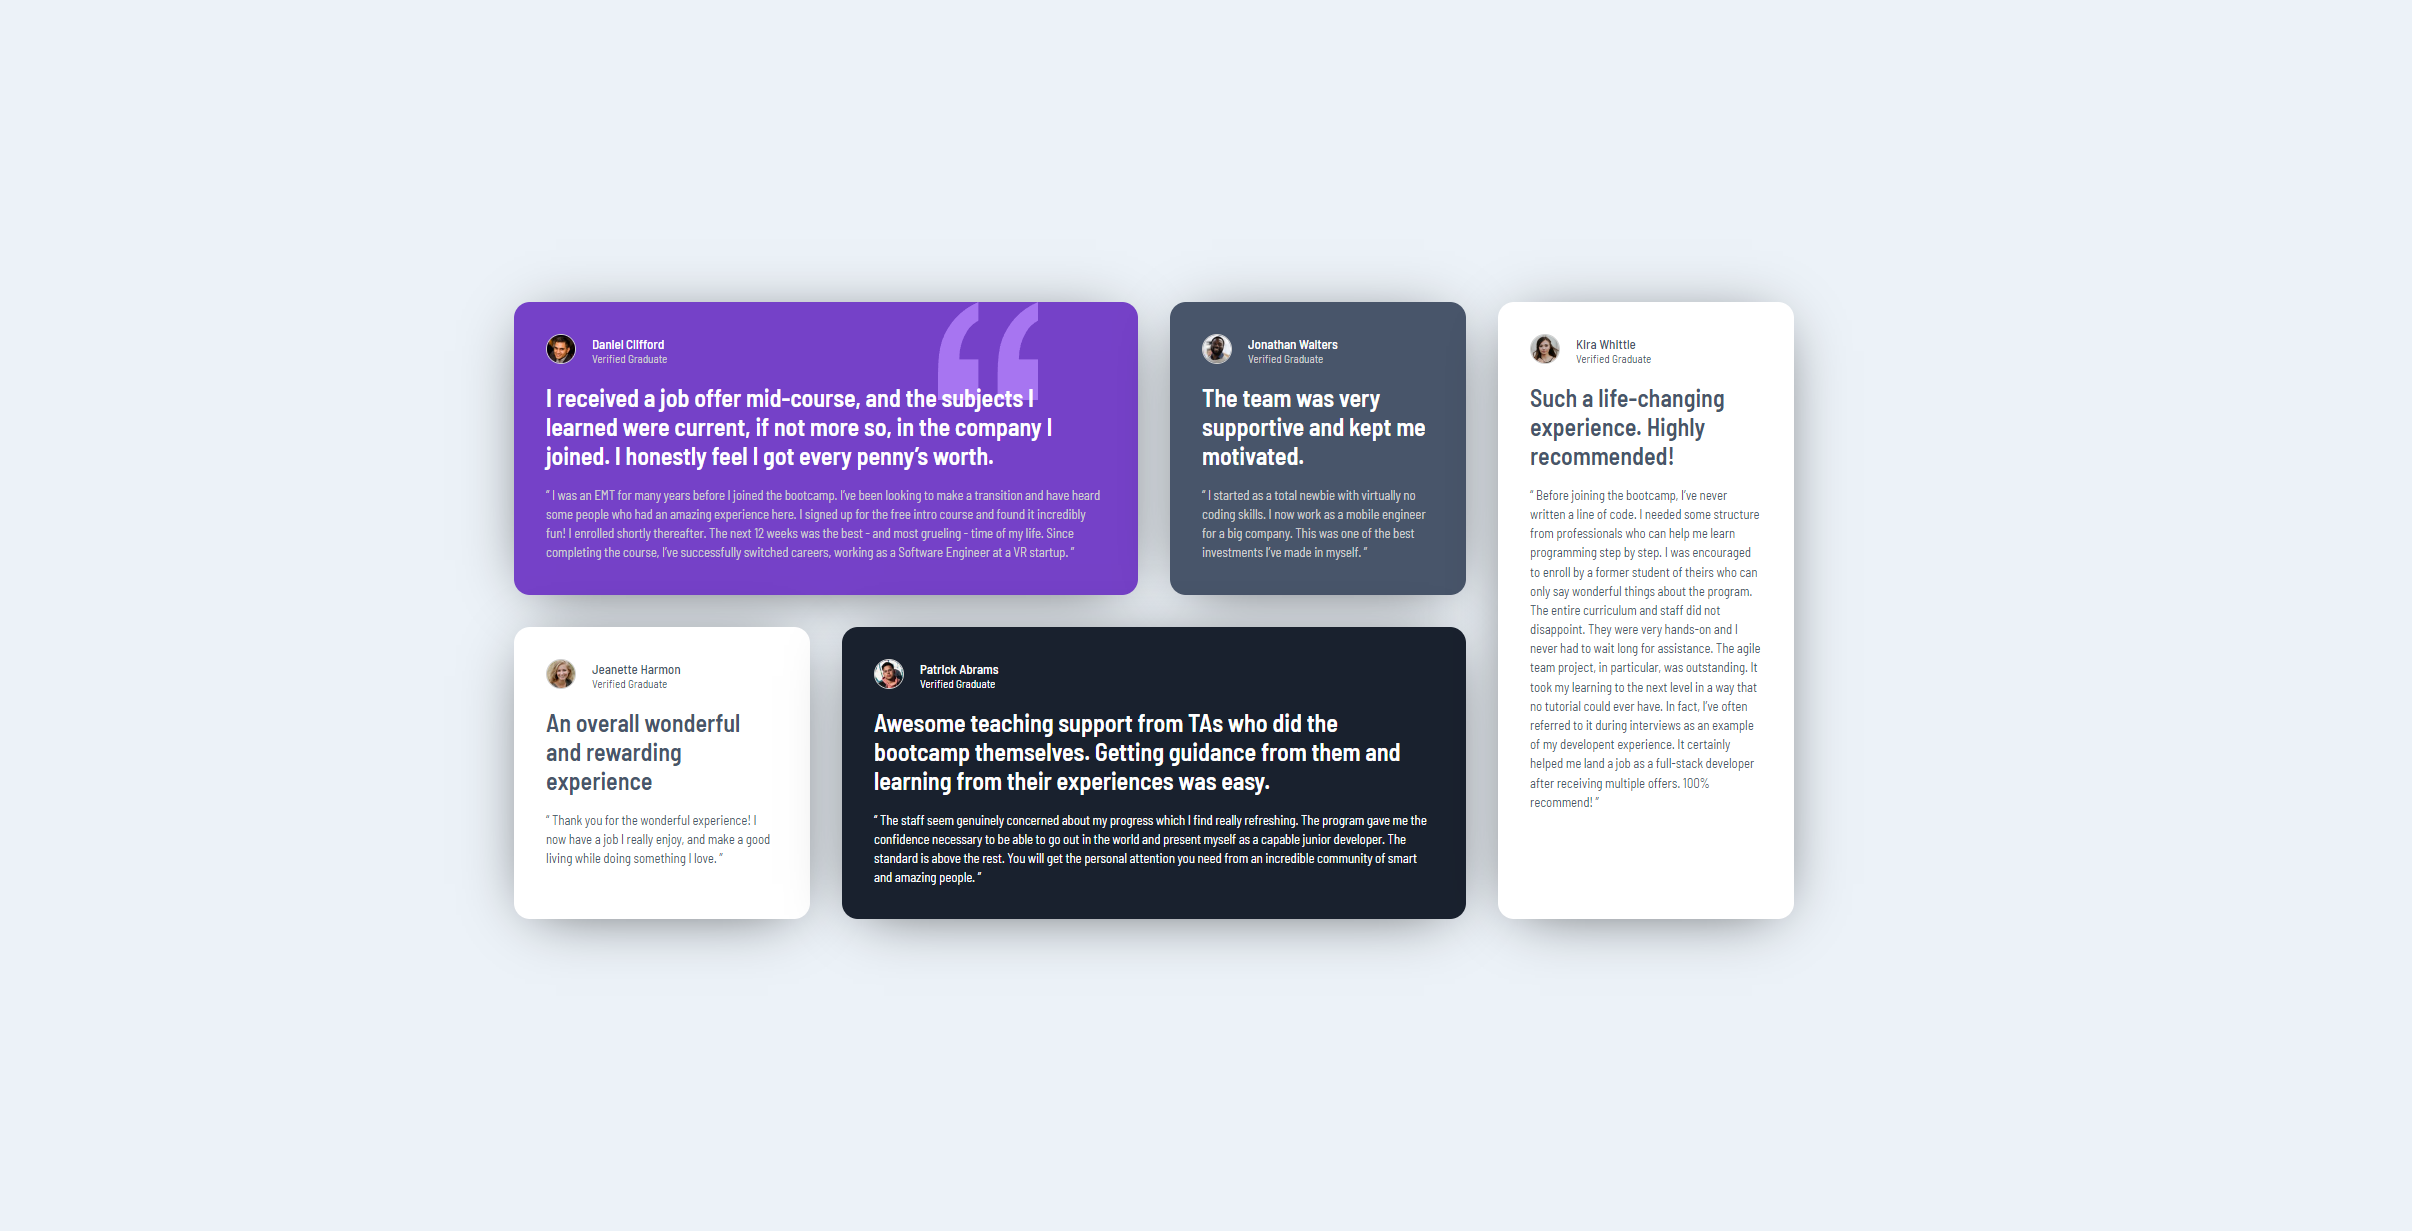 Daniel Clifford
Verified Graduate
I received a job offer mid-course, and the subjects I
learned were current, if not more so, in the company I
joined. I honestly feel I got every penny’s worth.
“ I was an EMT for many years before I joined the bootcamp. I’ve been looking to make a transition and have heard
some people who had an amazing experience here. I signed up for the free intro course and found it incredibly
fun! I enrolled shortly thereafter. The next 12 weeks was the best - and most grueling - time of my life. Since
completing the course, I’ve successfully switched careers, working as a Software Engineer at a VR startup. ”
Jonathan Walters
Verified Graduate
The team was very
supportive and kept me
motivated.
“ I started as a total newbie with virtually no
coding skills. I now work as a mobile engineer
for a big company. This was one of the best
investments I’ve made in myself. ”
Kira Whittle
Verified Graduate
Such a life-changing
experience. Highly
recommended!
“ Before joining the bootcamp, I’ve never
written a line of code. I needed some structure
from professionals who can help me learn
programming step by step. I was encouraged
to enroll by a former student of theirs who can
only say wonderful things about the program.
The entire curriculum and staff did not
disappoint. They were very hands-on and I
never had to wait long for assistance. The agile
team project, in particular, was outstanding. It
took my learning to the next level in a way that
no tutorial could ever have. In fact, I’ve often
referred to it during interviews as an example
of my developent experience. It certainly
helped me land a job as a full-stack developer
after receiving multiple offers. 100%
recommend! ”
Jeanette Harmon
Verified Graduate
An overall wonderful
and rewarding
experience
“ Thank you for the wonderful experience! I
now have a job I really enjoy, and make a good
living while doing something I love. ”
Patrick Abrams
Verified Graduate
Awesome teaching support from TAs who did the
bootcamp themselves. Getting guidance from them and
learning from their experiences was easy.
“ The staff seem genuinely concerned about my progress which I find really refreshing. The program gave me the
confidence necessary to be able to go out in the world and present myself as a capable junior developer. The
standard is above the rest. You will get the personal attention you need from an incredible community of smart
and amazing people. ”